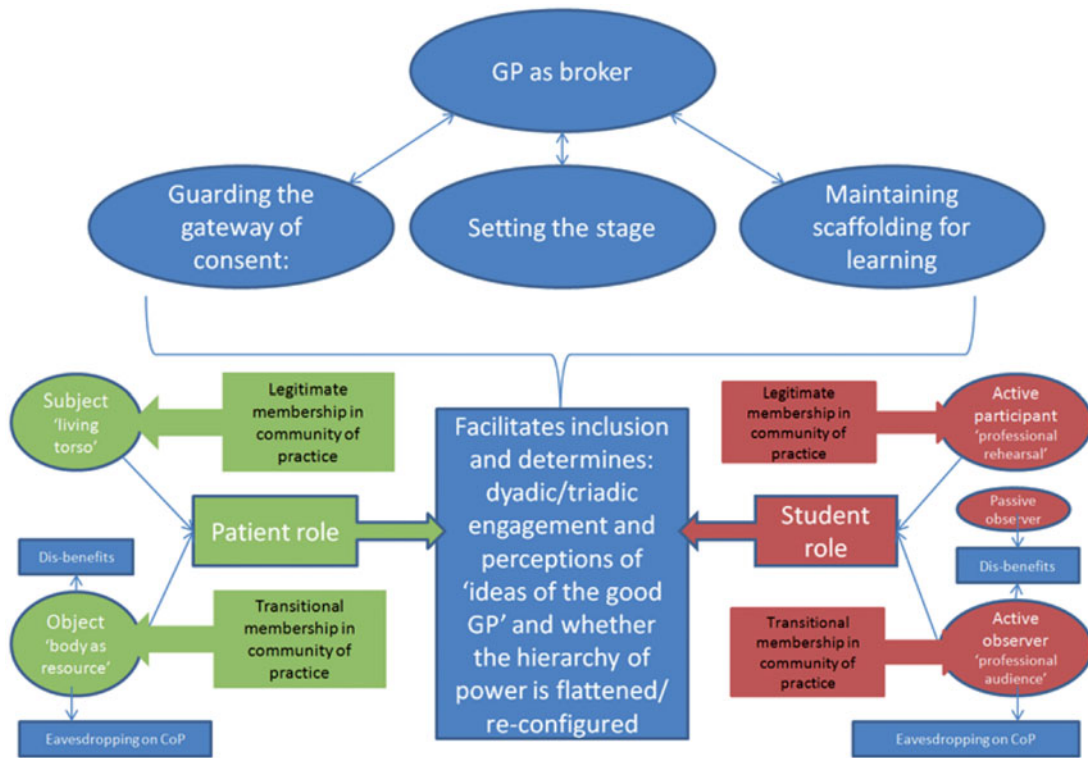 GP as broker
Guarding the
gateway of
consent:
Setting the stage
Maintaining
scaffolding for
learning
Subject
'living
torso'
Legitimate
membership in
community of
practice
Patient role
Dis-benefits
Object
'body as
resource'
Transitional
membership in
community of
practice
Eavesdropping on CoP
Facilitates inclusion
and determines:
dyadic/triadic
engagement and
perceptions of
'ideas of the good
GP' and whether
the hierarchy of
power is flattened/
re-configured
Legitimate
membership in
community of
practice
Active
participant
'professional
rehearsal'
Passive
observer
Student
role
Dis-benefits
Transitional
membership in
community of
practice
Active
observer
'professional
audience'
Eavesdropping on CoP